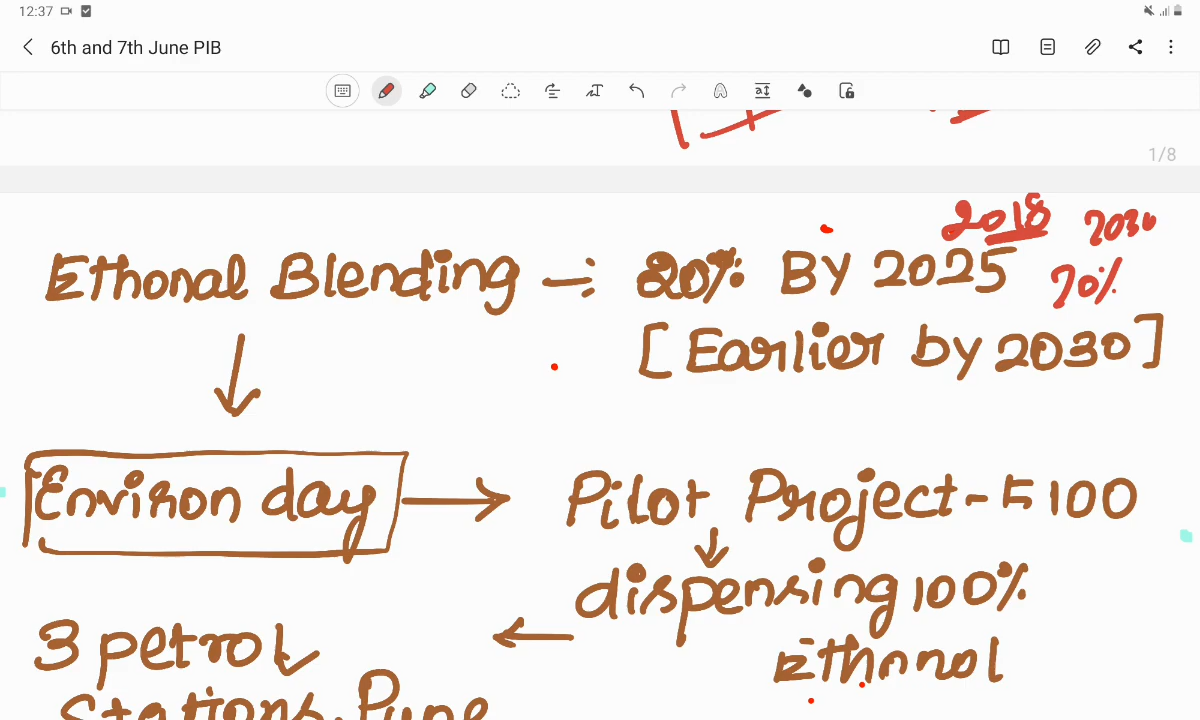 12:37
6th and 7th June PIB
1/8
2018 2030
Ethonal Blending -: 20% By 2025 20%
[Earlier by 2030]
Environ day → Pilot Project - E100
dispensing 100%
Ethonol
3 petrol
Stations, Pune